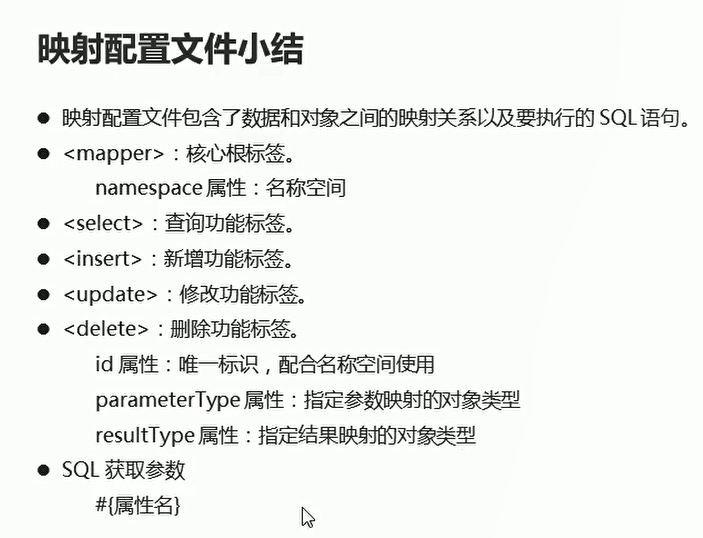 映射配置文件小结
● 映射配置文件包含了数据和对象之间的映射关系以及要执行的 SQL 语句。
● <mapper>：核心根标签。
namespace 属性：名称空间
● <select>：查询功能标签。
● <insert>：新增功能标签。
● <update>：修改功能标签。
● <delete>：删除功能标签。
id 属性：唯一标识，配合名称空间使用
parameterType 属性：指定参数映射的对象类型
resultType 属性：指定结果映射的对象类型
● SQL 获取参数
#{属性名}